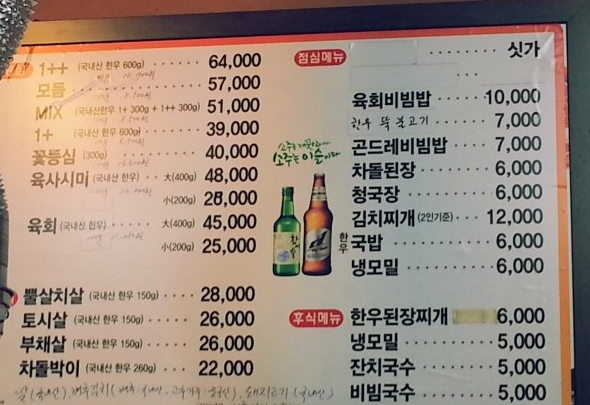 1++ (국내산 한우 600g) 64,000
모듬 57,000
MIX (국내산한우 1+ 300g + 1++ 300g) 51,000
1+ (국내산 한우 600g) 39,000
꽃등심 (300g) 40,000
육사시미 (국내산 한우) 大(400g) 48,000
小(200g) 28,000
육회 (국내산 한우) 大(400g) 45,000
小(200g) 25,000
뿔살치살 (국내산 한우 150g) 28,000
토시살 (국내산 한우 150g) 26,000
부채살 (국내산 한우 150g) 26,000
차돌박이 (국내산 한우 260g) 22,000
소주는 이슬이다
점심메뉴 싯가
육회비빔밥 10,000
한우 뚝불고기 7,000
곤드레비빔밥 7,000
차돌된장 6,000
청국장 6,000
김치찌개 (2인기준) 12,000
한우국밥 6,000
냉모밀 6,000
후식메뉴 한우된장찌개 6,000
냉모밀 5,000
잔치국수 5,000
비빔국수 5,000